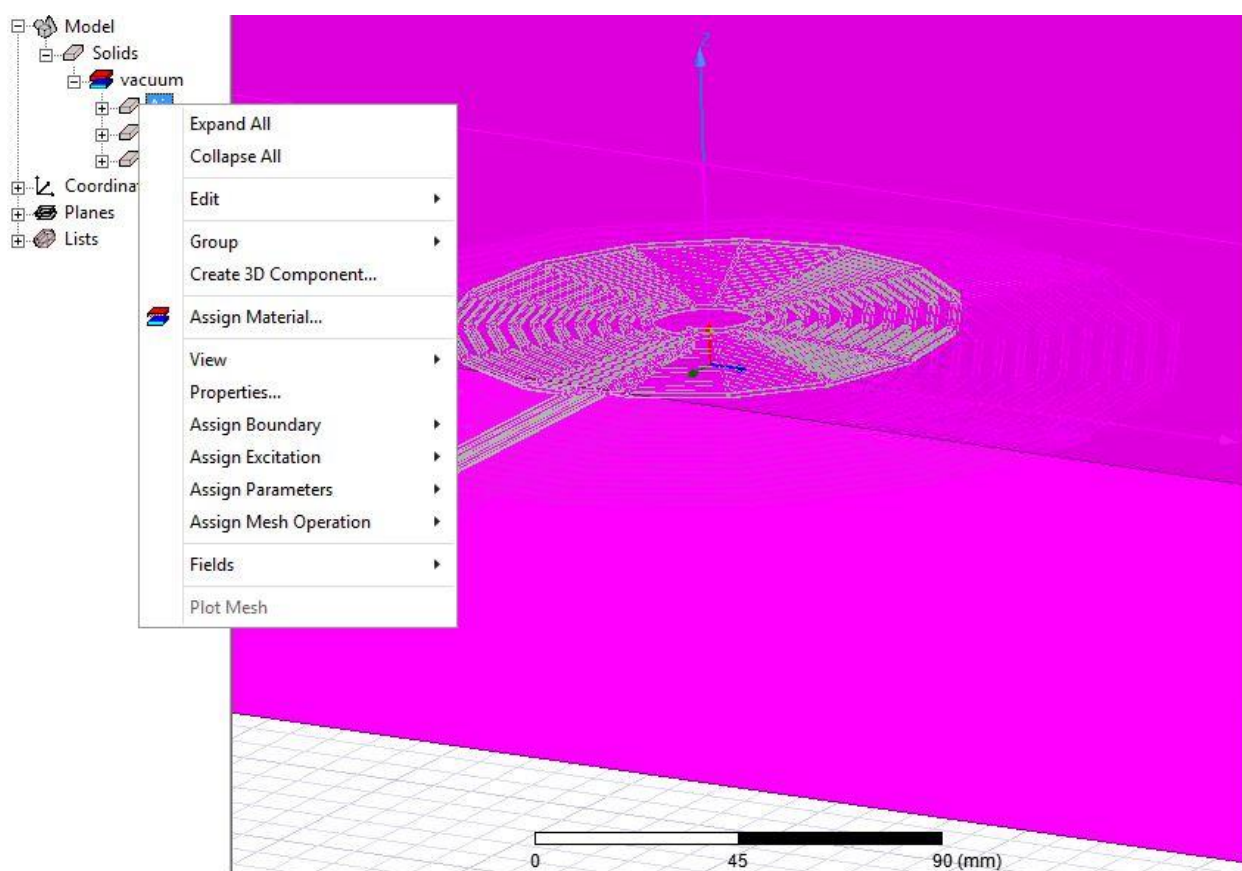 Model
Solids
vacuum
Coordina
Planes
Lists
Expand All
Collapse All
Edit
Group
Create 3D Component...
Assign Material...
View
Properties...
Assign Boundary
Assign Excitation
Assign Parameters
Assign Mesh Operation
Fields
Plot Mesh
Z
0 45 90 (mm)